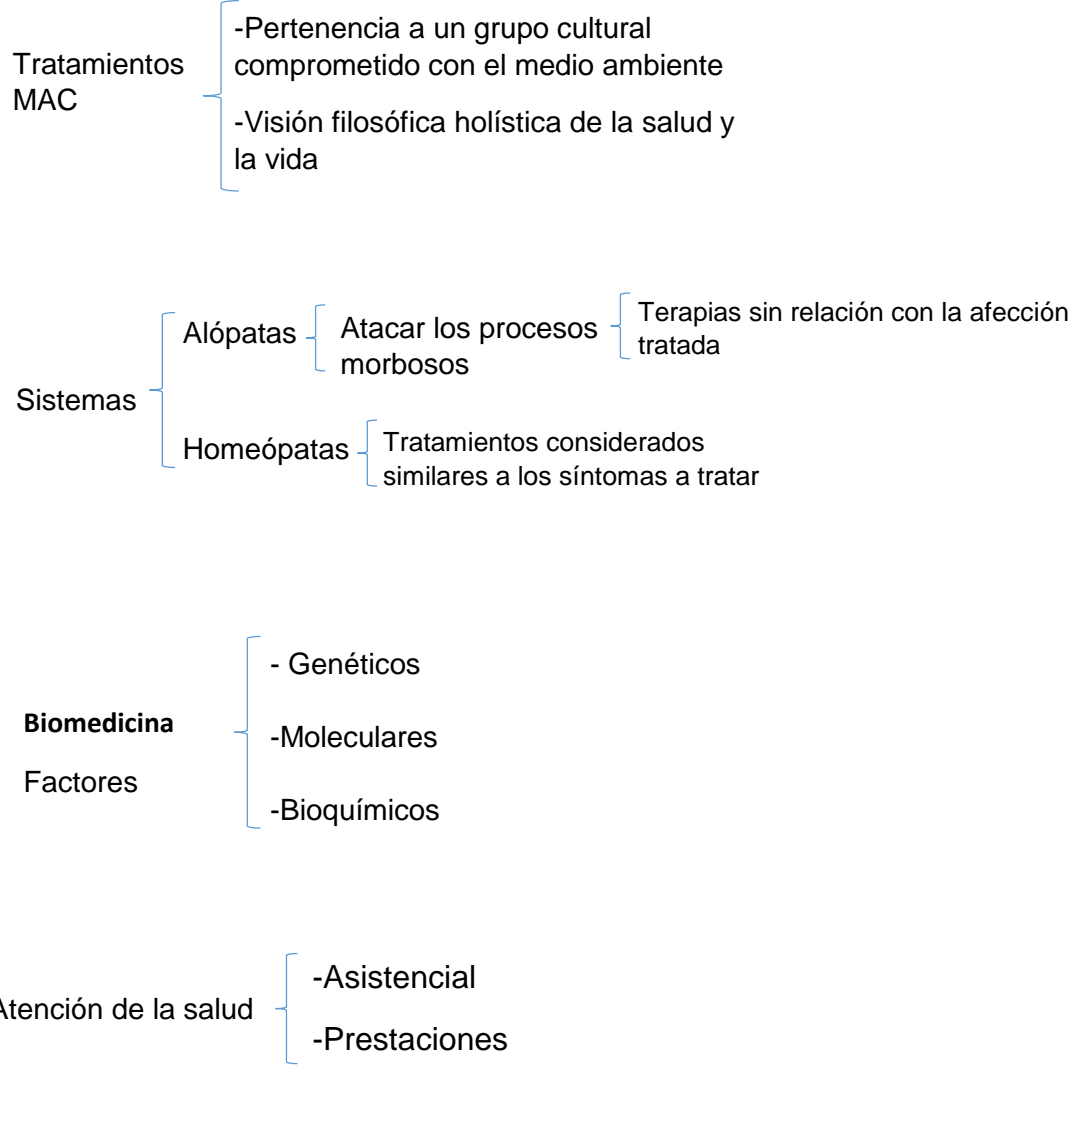 -Pertenencia a un grupo cultural
comprometido con el medio ambiente
Tratamientos
MAC
-Visión filosófica holística de la salud y
la vida
Sistemas
Alópatas
Atacar los procesos
morbosos
Terapias sin relación con la afección
tratada
Homeópatas
Tratamientos considerados
similares a los síntomas a tratar
Biomedicina
Factores
- Genéticos
-Moleculares
-Bioquímicos
Atención de la salud
-Asistencial
-Prestaciones